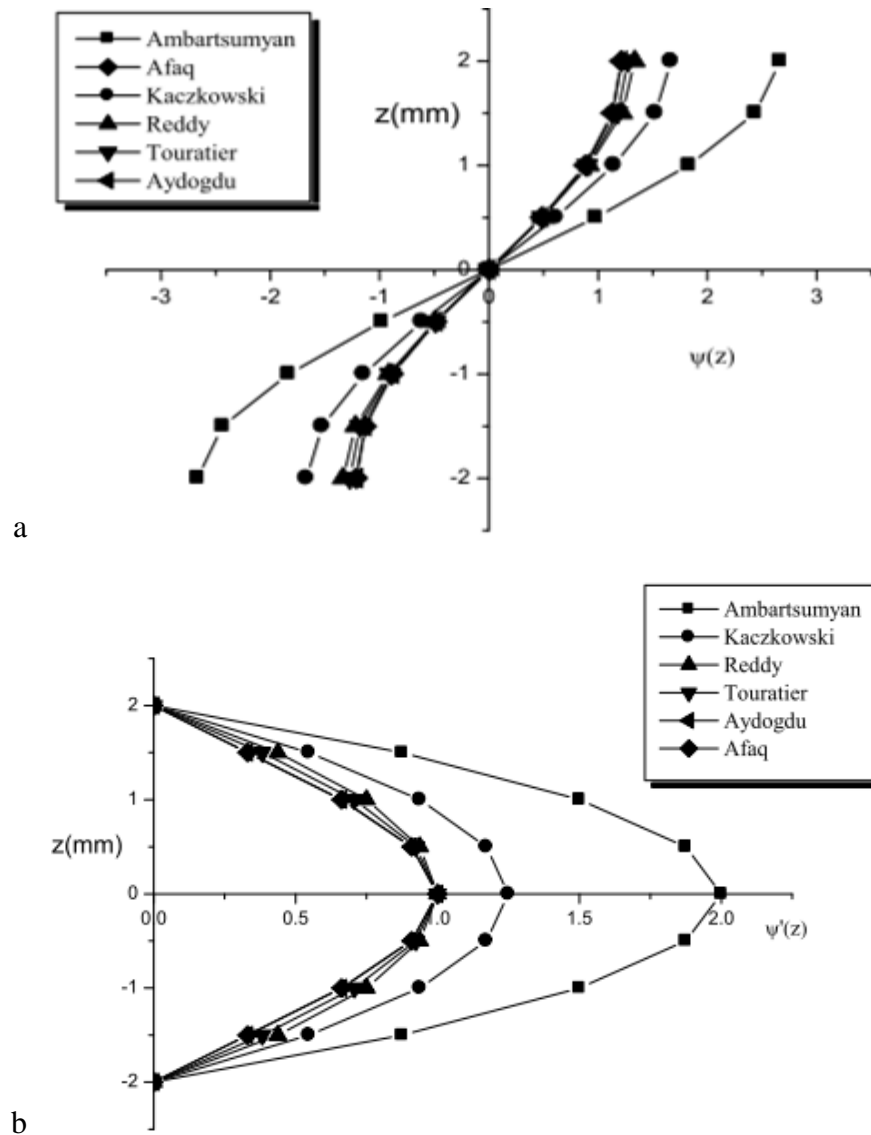 Ambartsumyan
Afaq
Kaczkowski
Reddy
Touratier
Aydogdu
z(mm)
2
1
0
-3
-2
-1
0
1
2
3
ψ(z)
-1
-2
a
Ambartsumyan
Kaczkowski
Reddy
Touratier
Aydogdu
Afaq
2
1
z(mm)
0
0.0
0.5
1.0
1.5
2.0
ψ'(z)
-1
-2
b